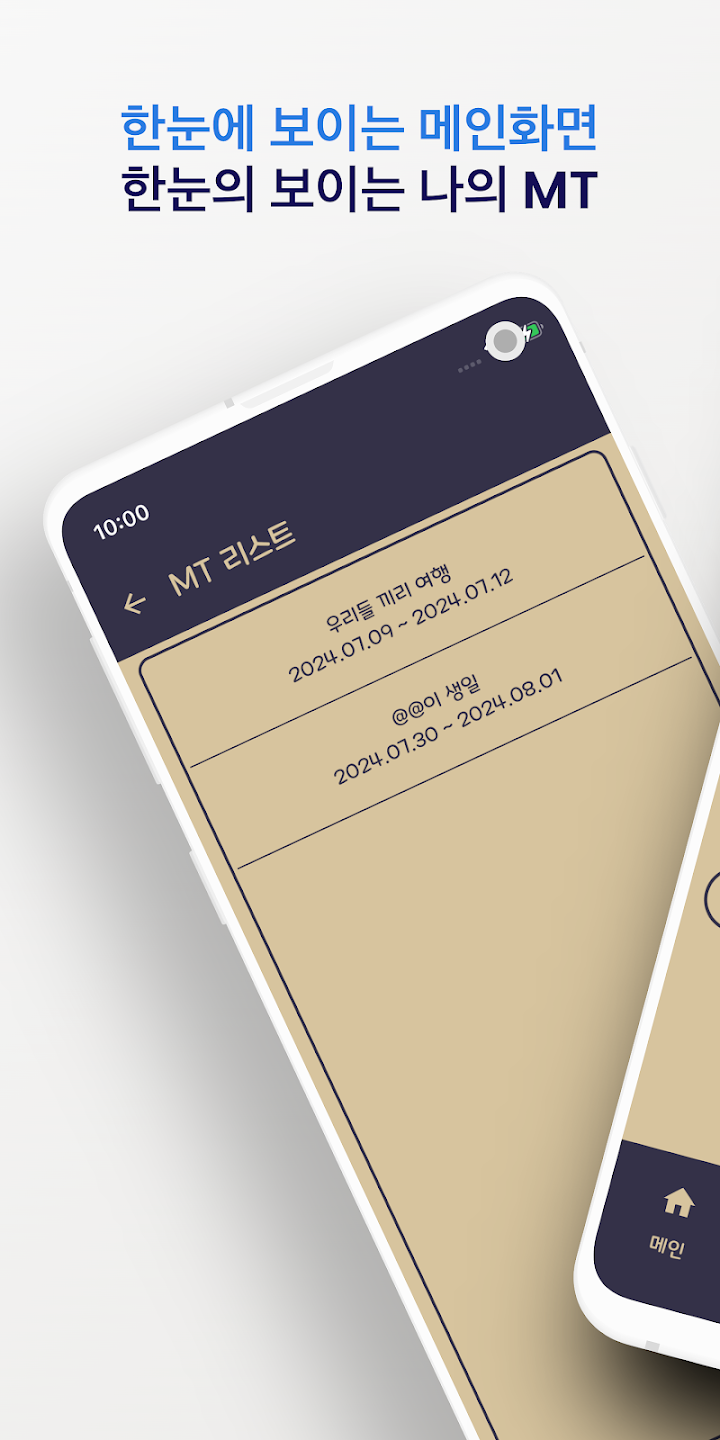 한눈에 보이는 메인화면
한눈의 보이는 나의 MT
10:00
← MT 리스트
우리들 끼리 여행
2024.07.09 ~ 2024.07.12
@@이 생일
2024.07.30 ~ 2024.08.01
메인